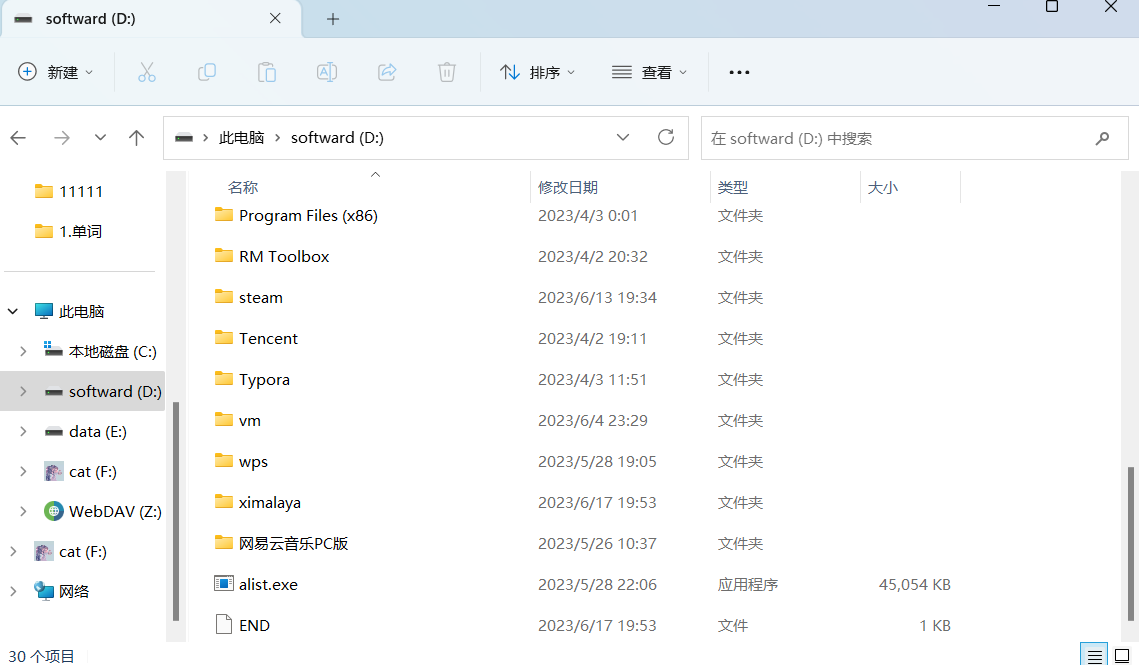 softward (D:)
新建
排序
查看
此电脑
softward (D:)
在 softward (D:) 中搜索
11111
1.单词
此电脑
本地磁盘 (C:)
softward (D:)
data (E:)
cat (F:)
WebDAV (Z:)
cat (F:)
网络
名称 修改日期 类型 大小
Program Files (x86) 2023/4/3 0:01 文件夹
RM Toolbox 2023/4/2 20:32 文件夹
steam 2023/6/13 19:34 文件夹
Tencent 2023/4/2 19:11 文件夹
Typora 2023/4/3 11:51 文件夹
vm 2023/6/4 23:29 文件夹
wps 2023/5/28 19:05 文件夹
ximalaya 2023/6/17 19:53 文件夹
网易云音乐PC版 2023/5/26 10:37 文件夹
alist.exe 2023/5/28 22:06 应用程序 45,054 KB
END 2023/6/17 19:53 文件 1 KB
30 个项目